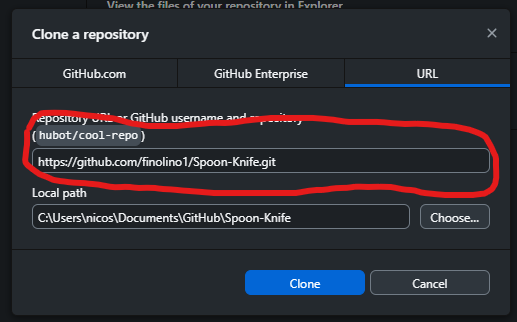 View the files of your repository in Explorer
Clone a repository
GitHub.com
GitHub Enterprise
URL
Repository URL or GitHub username and repository
(hubot/cool-repo)
https://github.com/finolino1/Spoon-Knife.git
Local path
C:\Users\nicos\Documents\GitHub\Spoon-Knife
Choose...
Clone
Cancel